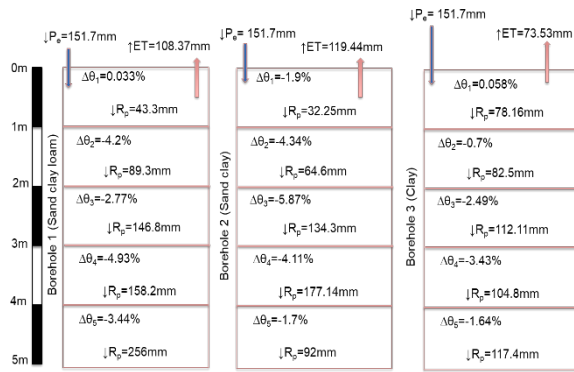 ↓Pe=151.7mm
↑ET=108.37mm
↓Pe=151.7mm
↑ET=119.44mm
↓Pe=151.7mm
↑ET=73.53mm
0m
1m
2m
3m
4m
5m
Borehole 1 (Sand clay loam)
Δθ1=0.033%
↓Rp=43.3mm
Δθ2=-4.2%
↓Rp=89.3mm
Δθ3=-2.77%
↓Rp=146.8mm
Δθ4=-4.93%
↓Rp=158.2mm
Δθ5=-3.44%
↓Rp=256mm
Borehole 2 (Sand clay)
Δθ1=-1.9%
↓Rp=32.25mm
Δθ2=-4.34%
↓Rp=64.6mm
Δθ3=-5.87%
↓Rp=134.3mm
Δθ4=-4.11%
↓Rp=177.14mm
Δθ5=-1.7%
↓Rp=92mm
Borehole 3 (Clay)
Δθ1=0.058%
↓Rp=78.16mm
Δθ2=-0.7%
↓Rp=82.5mm
Δθ3=-2.49%
↓Rp=112.11mm
Δθ4=-3.43%
↓Rp=104.8mm
Δθ5=-1.64%
↓Rp=117.4mm